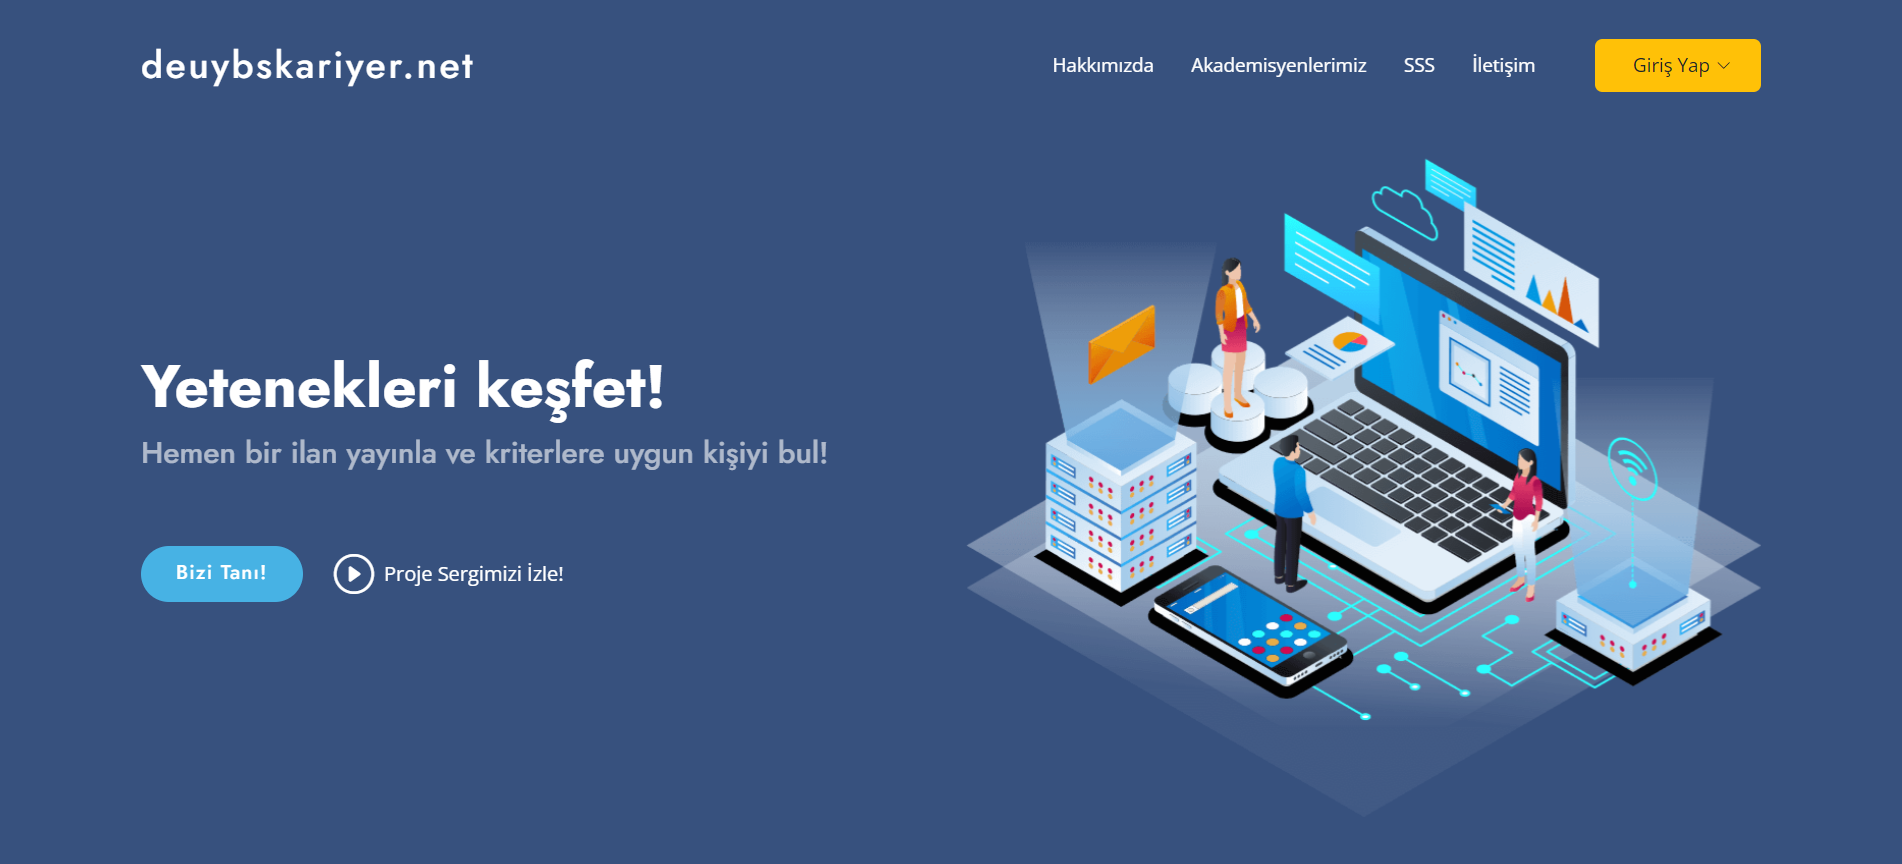 deuybskariyer.net
Hakkımızda Akademisyenlerimiz SSS İletişim Giriş Yap
Yetenekleri keşfet!
Hemen bir ilan yayınla ve kriterlere uygun kişiyi bul!
Bizi Tanı! Proje Sergimizi İzle!